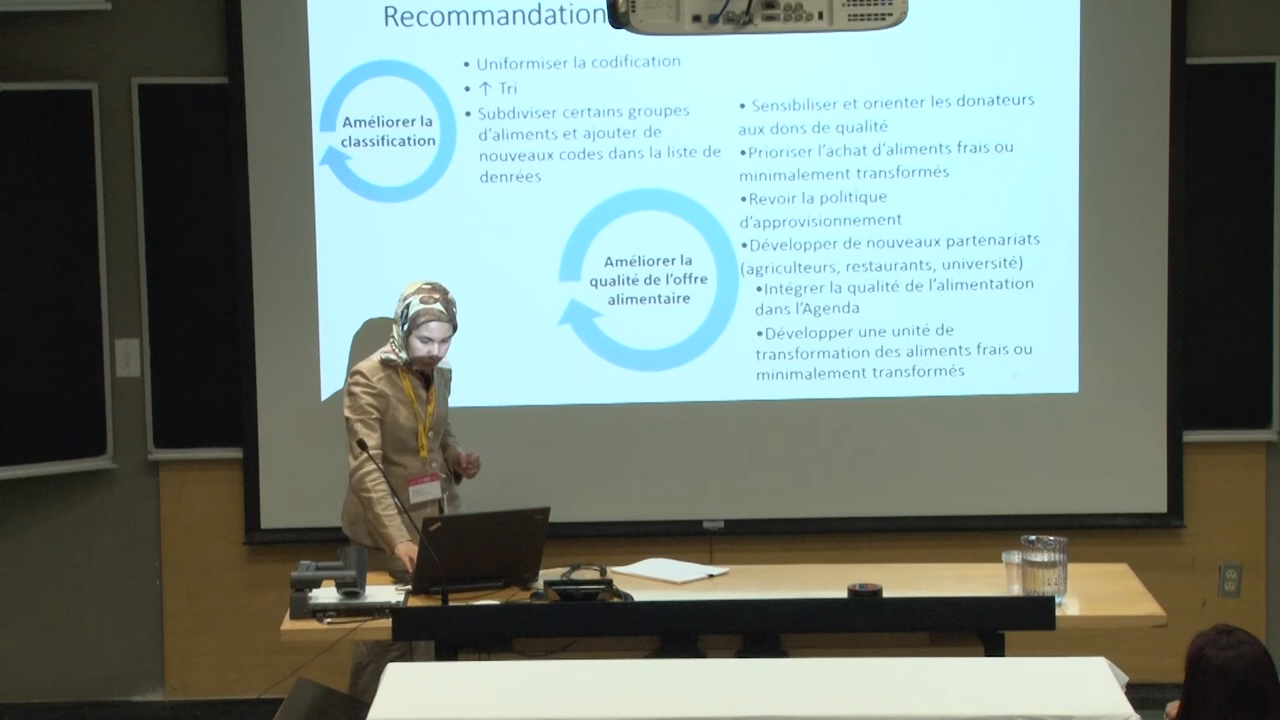 Recommandation
Améliorer la
classification
• Uniformiser la codification
• ↑ Tri
• Subdiviser certains groupes
d'aliments et ajouter de
nouveaux codes dans la liste de
denrées
Améliorer la
qualité de l'offre
alimentaire
• Sensibiliser et orienter les donateurs
aux dons de qualité
•Prioriser l'achat d'aliments frais ou
minimalement transformés
•Revoir la politique
d'approvisionnement
•Développer de nouveaux partenariats
(agriculteurs, restaurants, université)
•Intégrer la qualité de l'alimentation
dans l'Agenda
•Développer une unité de
transformation des aliments frais ou
minimalement transformés